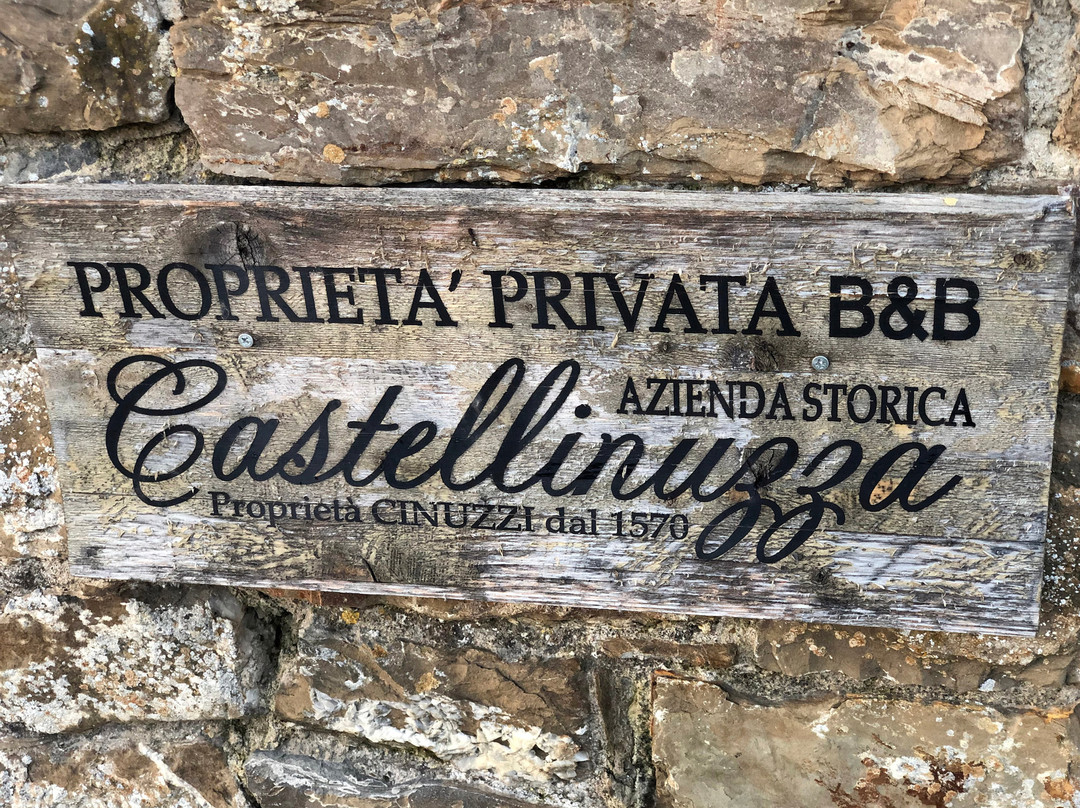 PROPRIETA' PRIVATA B&B
AZIENDA STORICA
Castellinuzza
Proprietà CINUZZI dal 1570